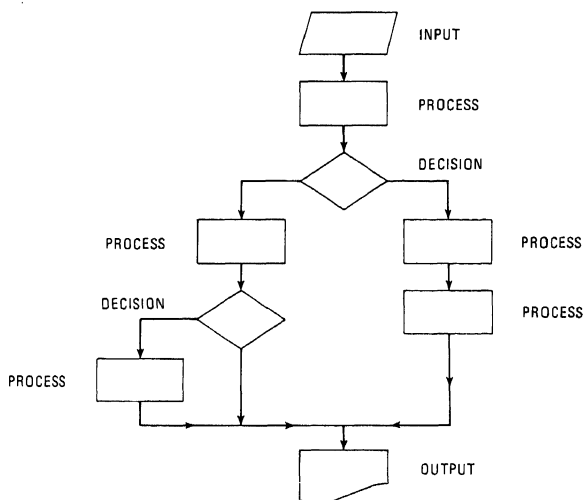 INPUT
PROCESS
DECISION
PROCESS
PROCESS
DECISION
PROCESS
PROCESS
OUTPUT